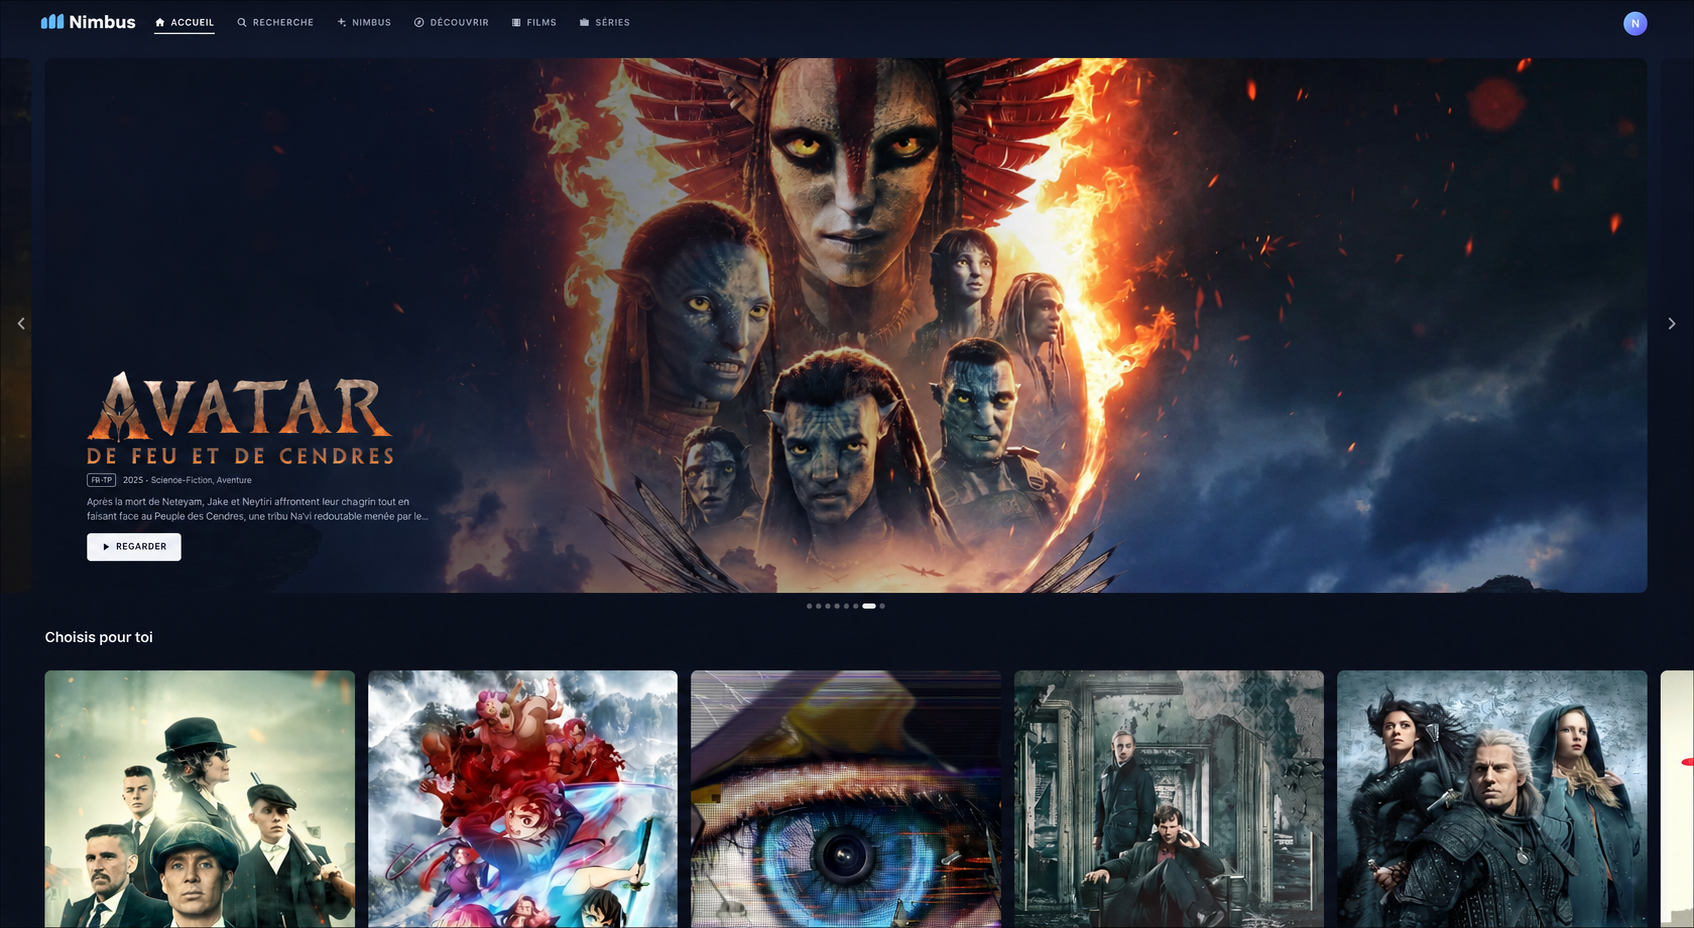 Nimbus
ACCUEIL
RECHERCHE
NIMBUS
DÉCOUVRIR
FILMS
SÉRIES
N
AVATAR
DE FEU ET DE CENDRES
FR-TP 2025 • Science-Fiction, Aventure
Après la mort de Neteyam, Jake et Neytiri affrontent leur chagrin tout en
faisant face au Peuple des Cendres, une tribu Na'vi redoutable menée par le...
REGARDER
Choisis pour toi